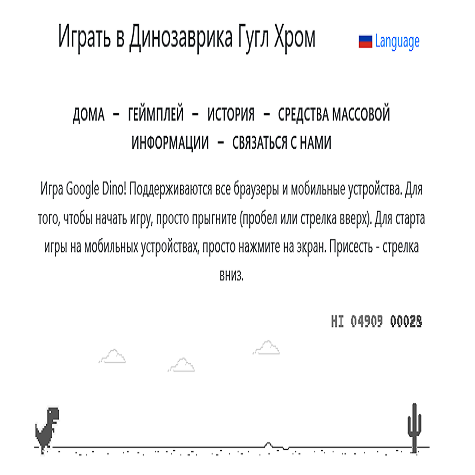 Играть в Динозаврика Гугл Хром
Language
ДОМА – ГЕЙМПЛЕЙ – ИСТОРИЯ – СРЕДСТВА МАССОВОЙ
ИНФОРМАЦИИ – СВЯЗАТЬСЯ С НАМИ
Игра Google Dino! Поддерживаются все браузеры и мобильные устройства. Для
того, чтобы начать игру, просто прыгните (пробел или стрелка вверх). Для старта
игры на мобильных устройствах, просто нажмите на экран. Присесть - стрелка
вниз.
HI 04909